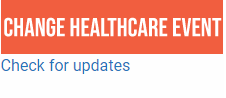 CHANGE HEALTHCARE EVENT
Check for updates